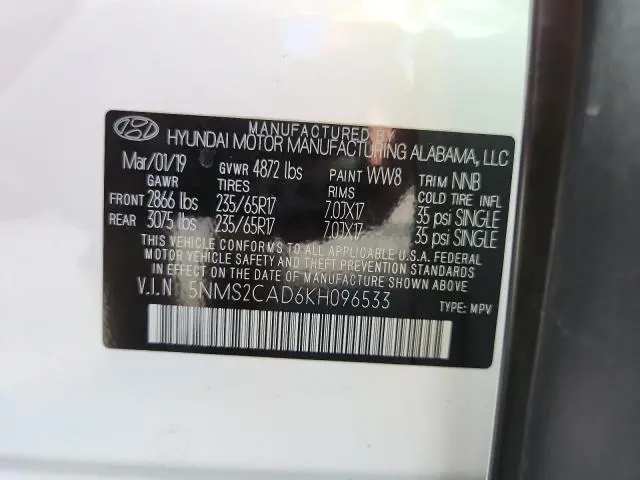 MANUFACTURED BY
HYUNDAI MOTOR MANUFACTURING ALABAMA, LLC
Mar/01/19 GVWR 4872 lbs PAINT WW8 TRIM NNB
GAWR TIRES RIMS COLD TIRE INFL
FRONT 2866 lbs 235/65R17 7.0JX17 35 psi SINGLE
REAR 3075 lbs 235/65R17 7.0JX17 35 psi SINGLE
THIS VEHICLE CONFORMS TO ALL APPLICABLE U.S.A. FEDERAL
MOTOR VEHICLE SAFETY AND THEFT PREVENTION STANDARDS
IN EFFECT ON THE DATE OF MANUFACTURE SHOWN ABOVE.
V.I.N 5NMS2CAD6KH096533
TYPE: MPV